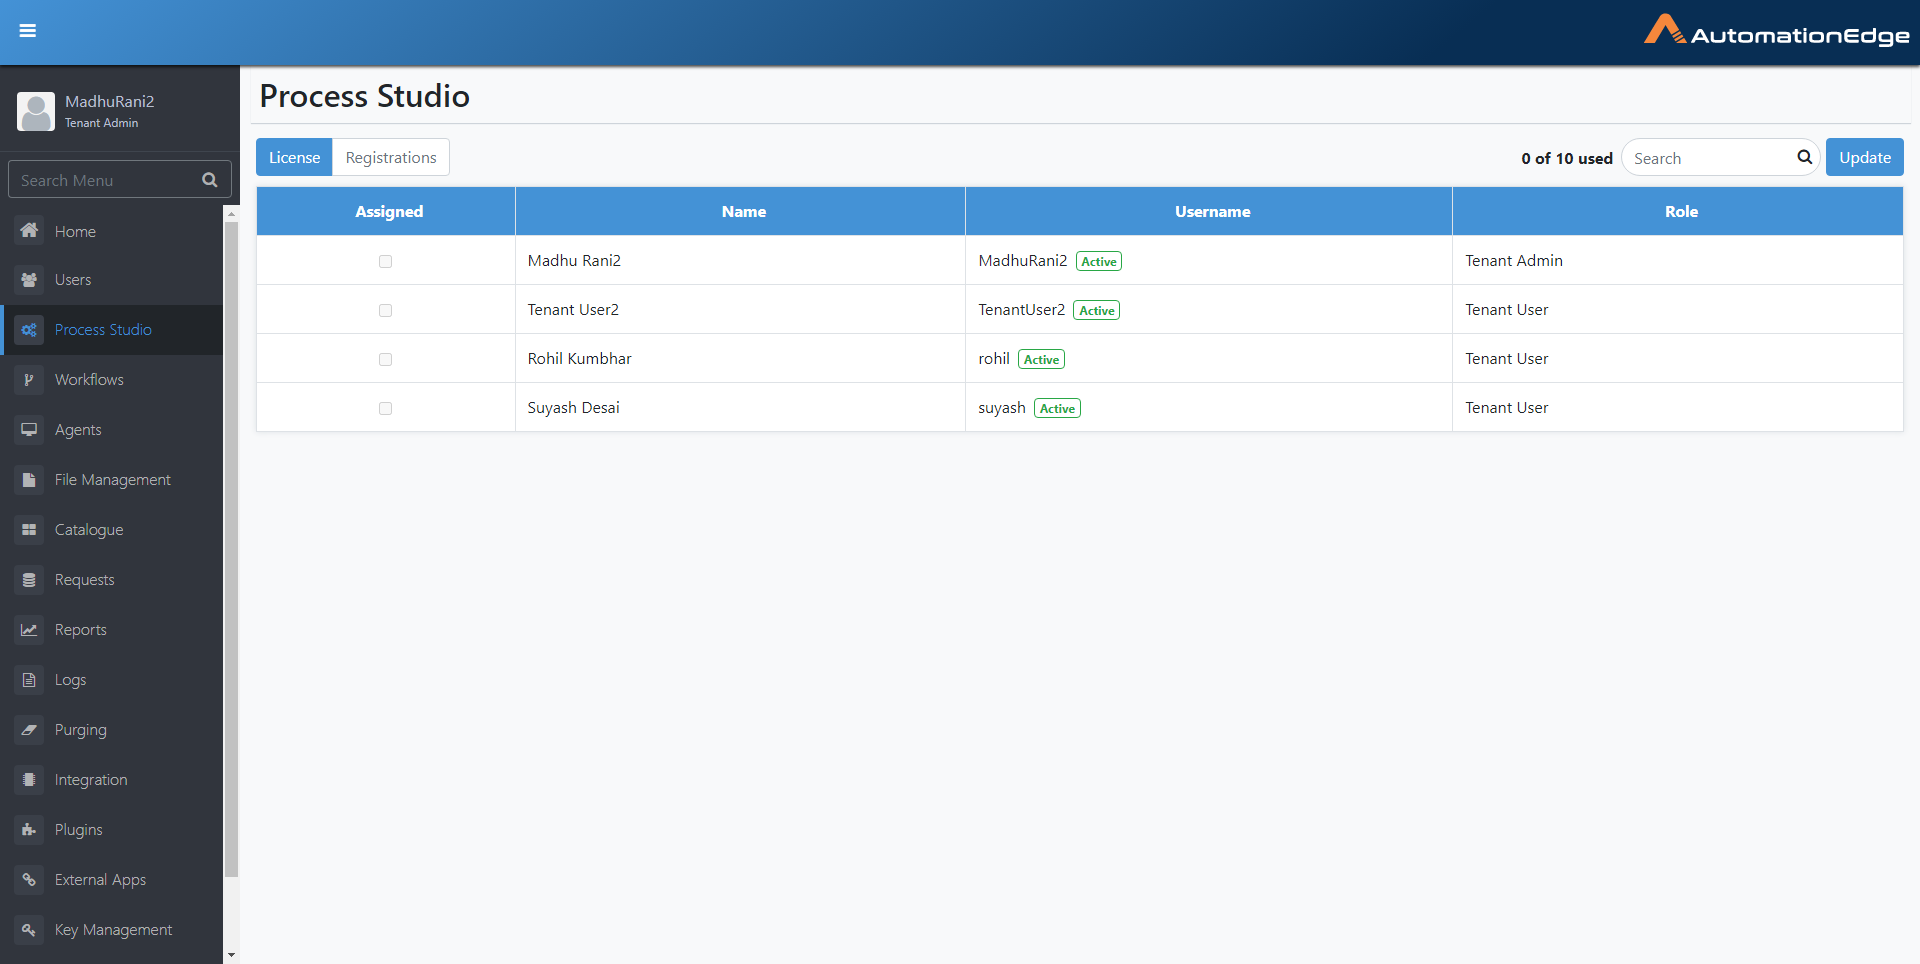 AutomationEdge
MadhuRani2
Tenant Admin
Search Menu
Home
Users
Process Studio
Workflows
Agents
File Management
Catalogue
Requests
Reports
Logs
Purging
Integration
Plugins
External Apps
Key Management
Process Studio
License Registrations
0 of 10 used Search Update
Assigned Name Username Role
Madhu Rani2 MadhuRani2 Active Tenant Admin
Tenant User2 TenantUser2 Active Tenant User
Rohil Kumbhar rohil Active Tenant User
Suyash Desai suyash Active Tenant User